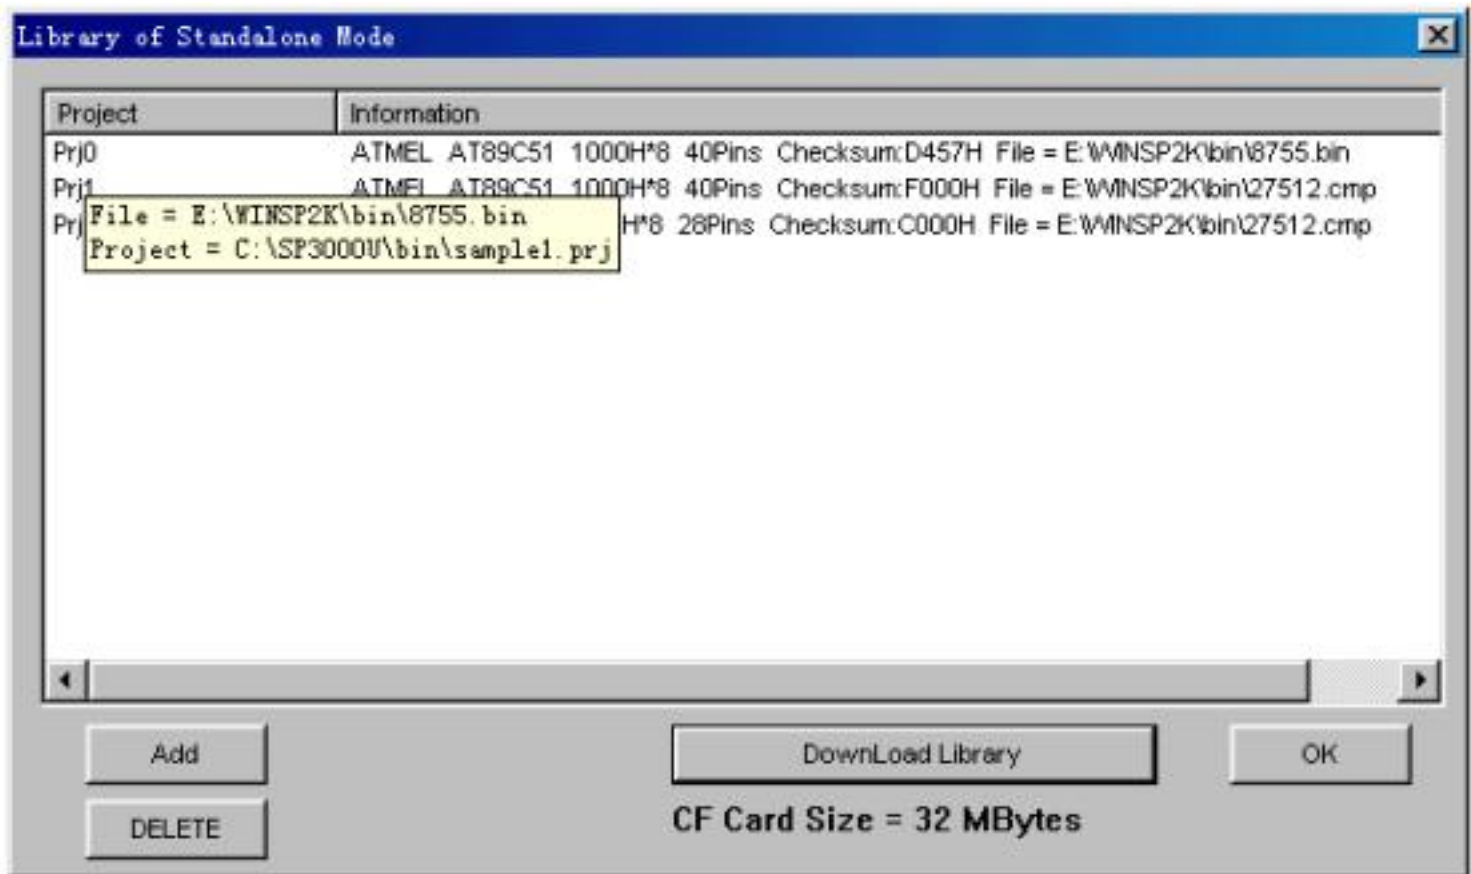 Library of Standalone Mode
Project Information
Prj0 ATMEL AT89C51 1000H*8 40Pins Checksum:D457H File = E:\WINSP2K\bin\8755.bin
Prj1 ATMEL AT89C51 1000H*8 40Pins Checksum:F000H File = E:\WINSP2K\bin\27512.cmp
Prj H*8 28Pins Checksum:C000H File = E:\WINSP2K\bin\27512.cmp
File = E:\WINSP2K\bin\8755.bin
Project = C:\SP3000U\bin\sample1.prj
Add DownLoad Library OK
DELETE CF Card Size = 32 MBytes